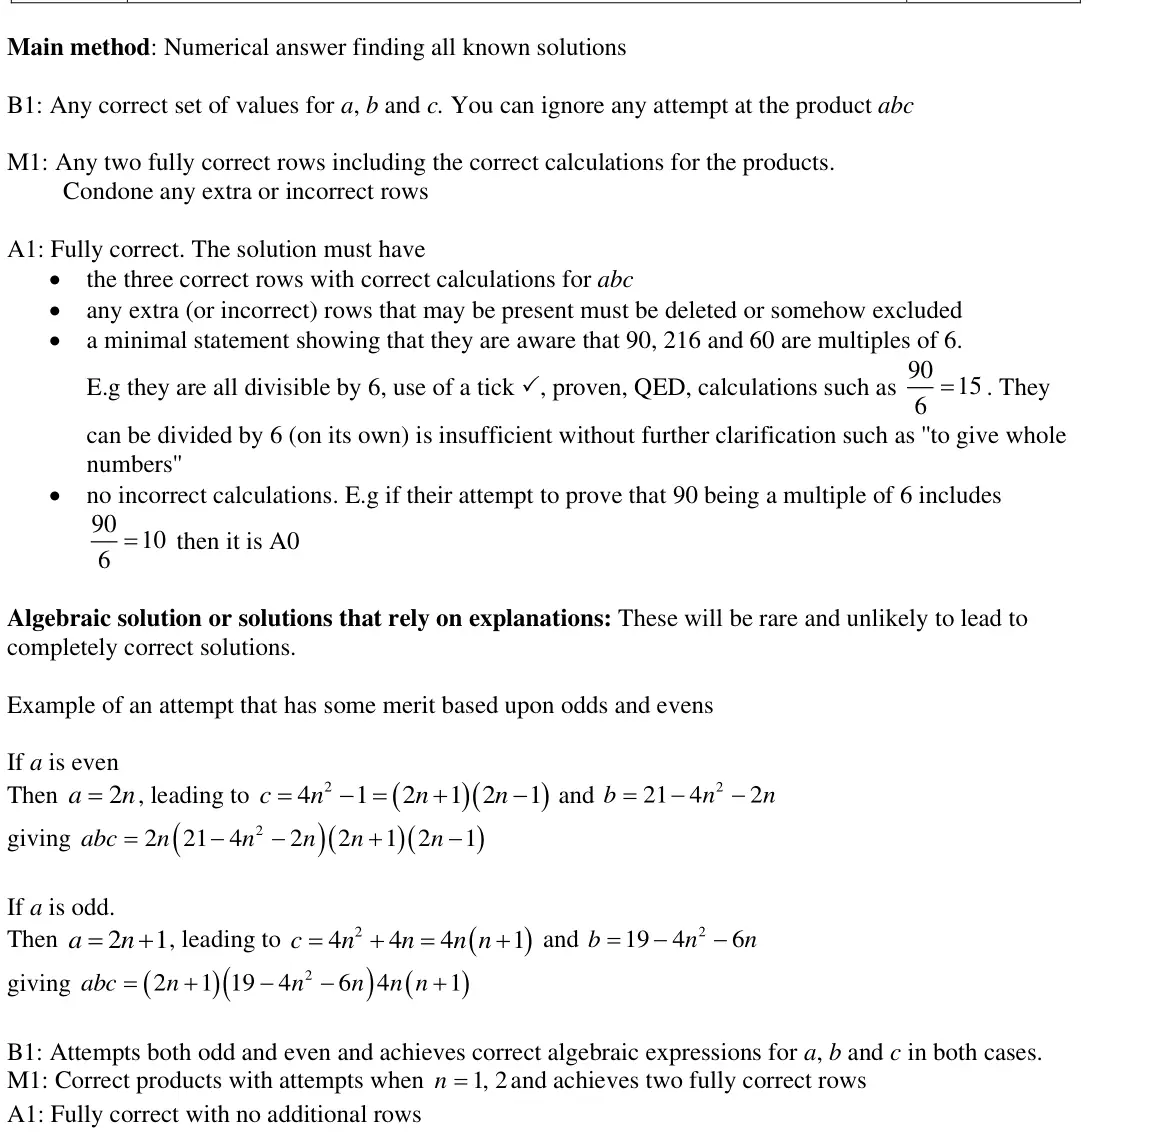 Main method: Numerical answer finding all known solutions
B1: Any correct set of values for a, b and c. You can ignore any attempt at the product abc
M1: Any two fully correct rows including the correct calculations for the products.
Condone any extra or incorrect rows
A1: Fully correct. The solution must have
• the three correct rows with correct calculations for abc
• any extra (or incorrect) rows that may be present must be deleted or somehow excluded
• a minimal statement showing that they are aware that 90, 216 and 60 are multiples of 6.
E.g they are all divisible by 6, use of a tick ✓, proven, QED, calculations such as 90/6 = 15. They
can be divided by 6 (on its own) is insufficient without further clarification such as "to give whole
numbers"
• no incorrect calculations. E.g if their attempt to prove that 90 being a multiple of 6 includes
90/6 = 10 then it is A0
Algebraic solution or solutions that rely on explanations: These will be rare and unlikely to lead to
completely correct solutions.
Example of an attempt that has some merit based upon odds and evens
If a is even
Then a = 2n, leading to c = 4n² − 1 = (2n+1)(2n−1) and b = 21 − 4n² − 2n
giving abc = 2n(21 − 4n² − 2n)(2n+1)(2n−1)
If a is odd.
Then a = 2n+1, leading to c = 4n² + 4n = 4n(n+1) and b = 19 − 4n² − 6n
giving abc = (2n+1)(19 − 4n² − 6n)4n(n+1)
B1: Attempts both odd and even and achieves correct algebraic expressions for a, b and c in both cases.
M1: Correct products with attempts when n = 1, 2 and achieves two fully correct rows
A1: Fully correct with no additional rows